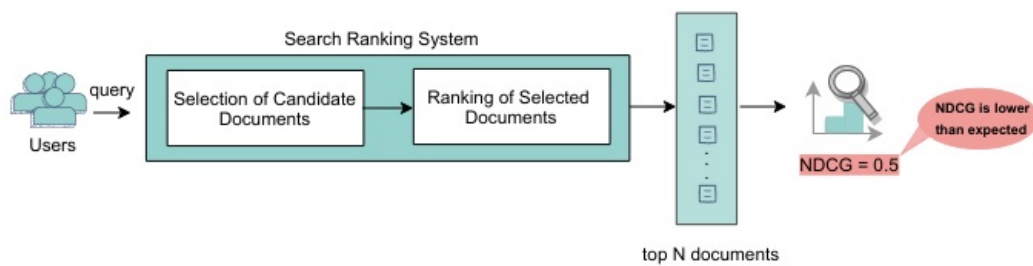 Search Ranking System
query
Users
Selection of Candidate
Documents
Ranking of Selected
Documents
top N documents
NDCG is lower
than expected
NDCG = 0.5